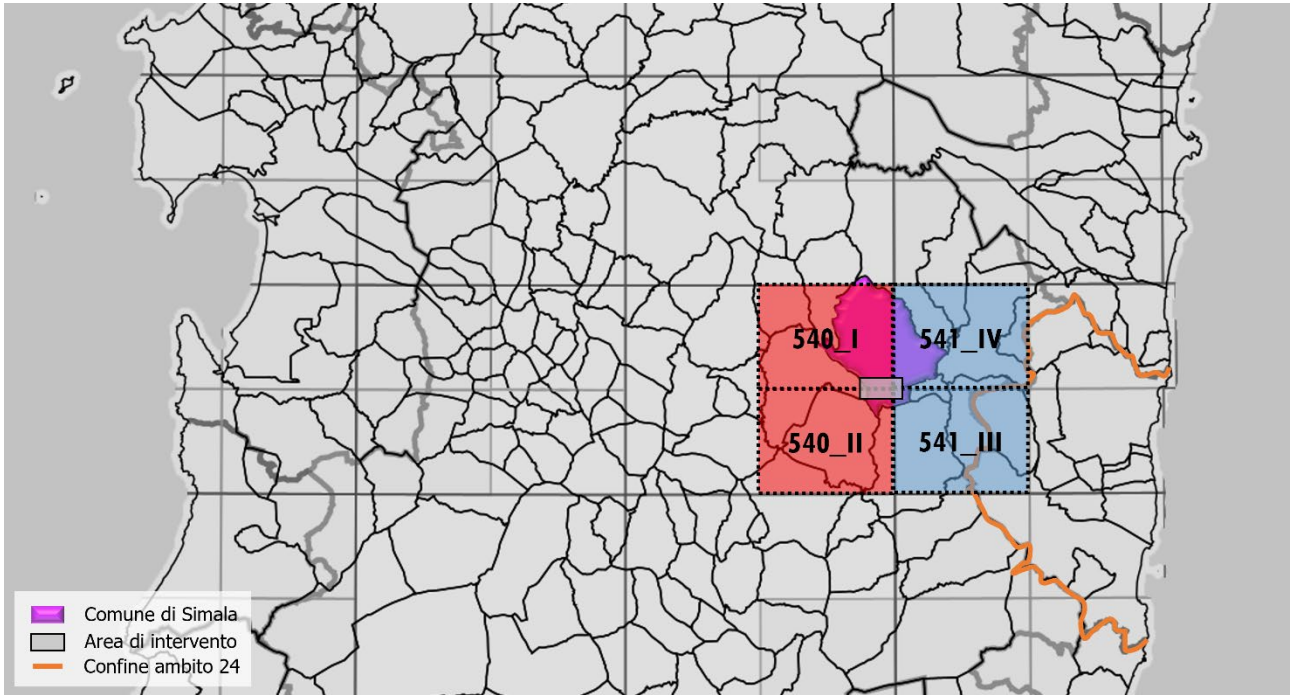 540_I
541_IV
540_II
541_III
Comune di Simala
Area di intervento
Confine ambito 24